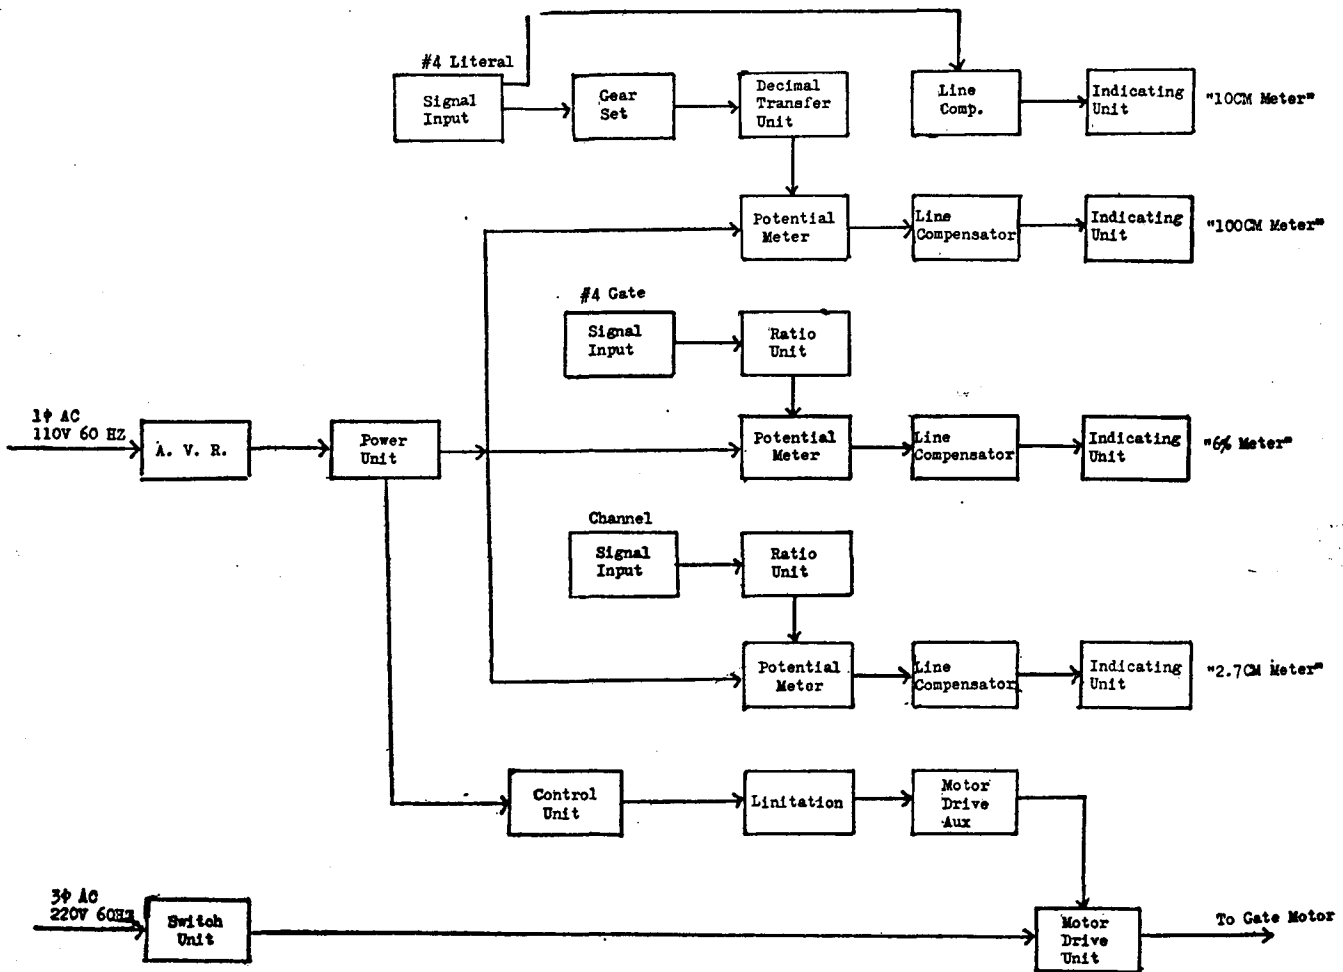 #4 Literal
Signal
Input
Gear
Set
Decimal
Transfer
Unit
Line
Comp.
Indicating
Unit
"10CM Meter"
Potential
Meter
Line
Compensator
Indicating
Unit
"100CM Meter"
#4 Gate
Signal
Input
Ratio
Unit
1φ AC
110V 60 HZ
A. V. R.
Power
Unit
Potential
Meter
Line
Compensator
Indicating
Unit
"6% Meter"
Channel
Signal
Input
Ratio
Unit
Potential
Meter
Line
Compensator
Indicating
Unit
"2.7CM Meter"
Control
Unit
Linitation
Motor
Drive
Aux
3φ AC
220V 60HZ
Switch
Unit
Motor
Drive
Unit
To Gate Motor